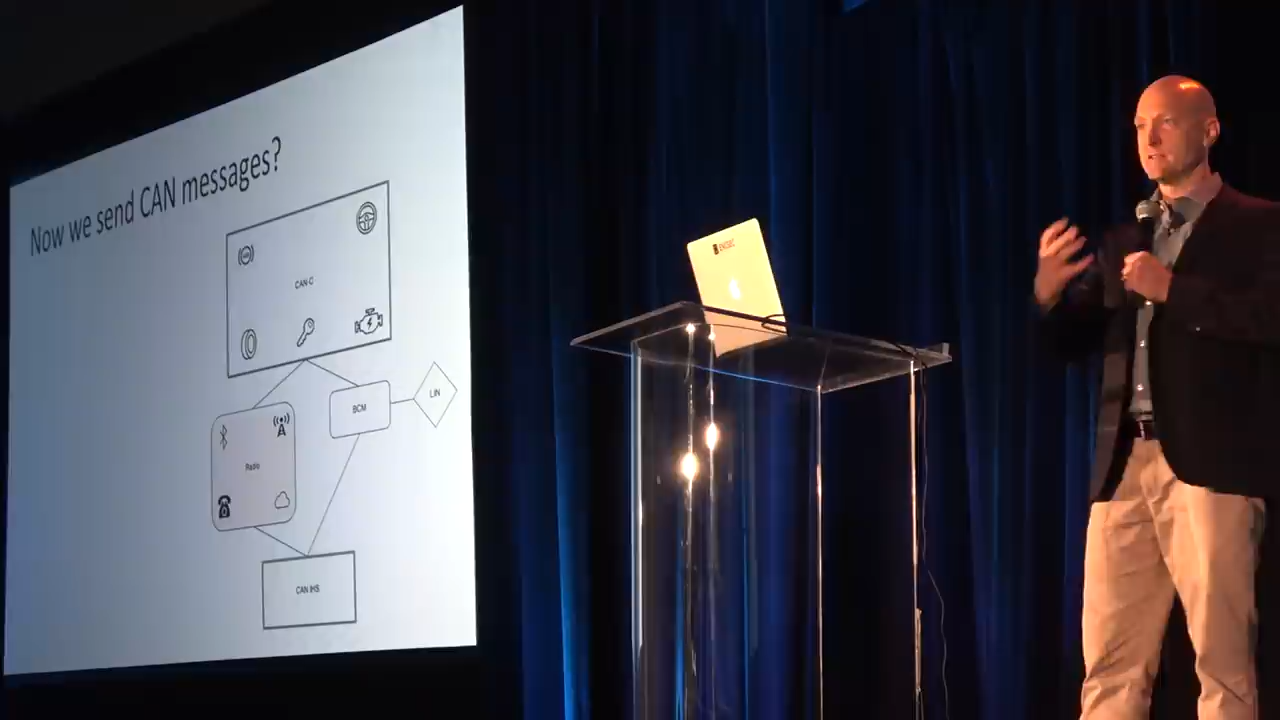 Now we send CAN messages?
CAN-C
BCM
LIN
Radio
CAN IHS